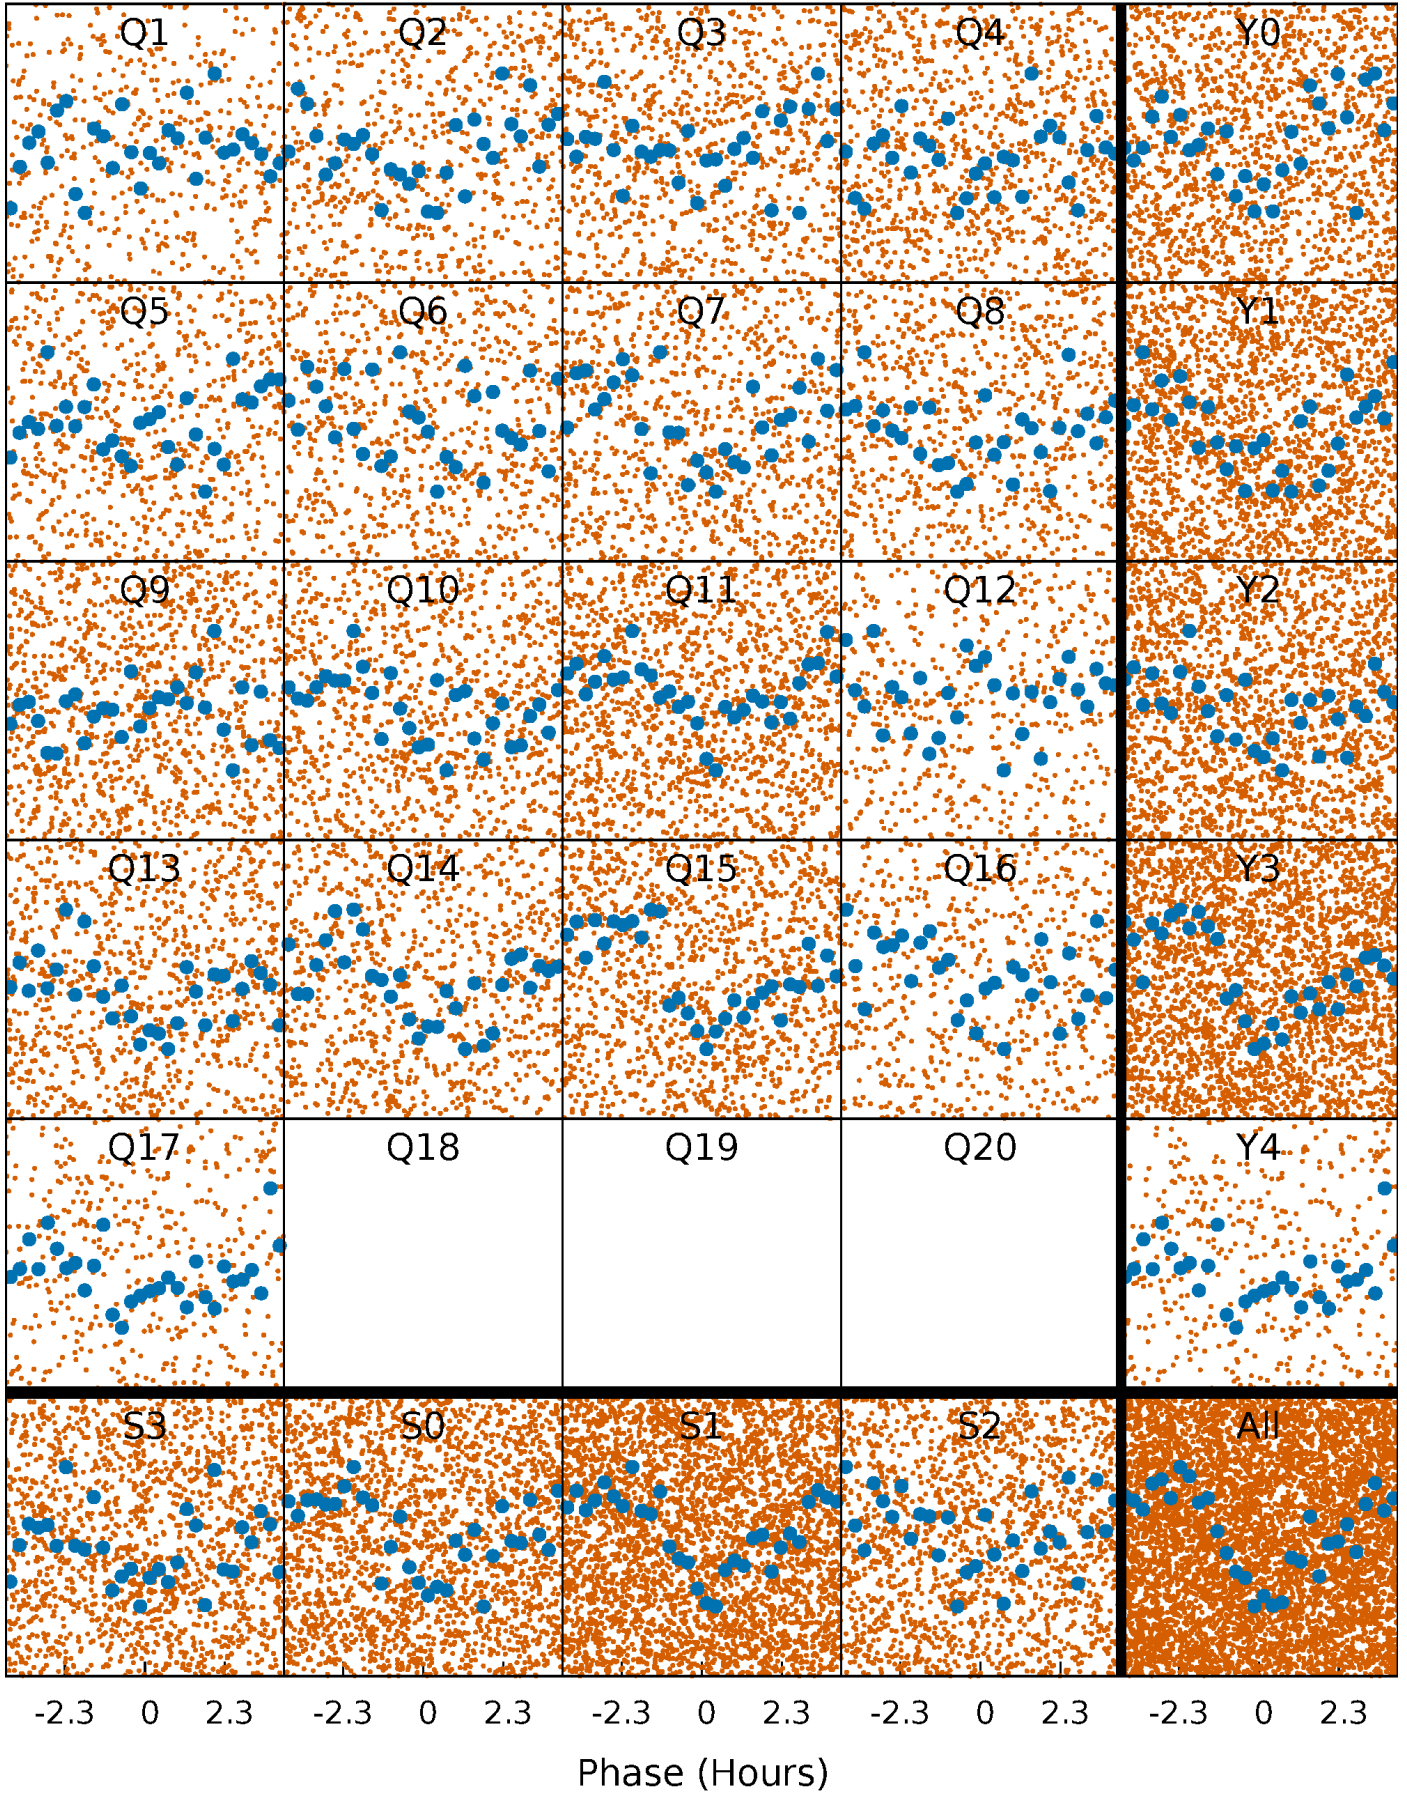 Q1 Q2 Q3 Q4 Y0
Q5 Q6 Q7 Q8 Y1
Q9 Q10 Q11 Q12 Y2
Q13 Q14 Q15 Q16 Y3
Q17 Q18 Q19 Q20 Y4
S3 S0 S1 S2 All
-2.3 0 2.3 -2.3 0 2.3 -2.3 0 2.3 -2.3 0 2.3 -2.3 0 2.3
Phase (Hours)